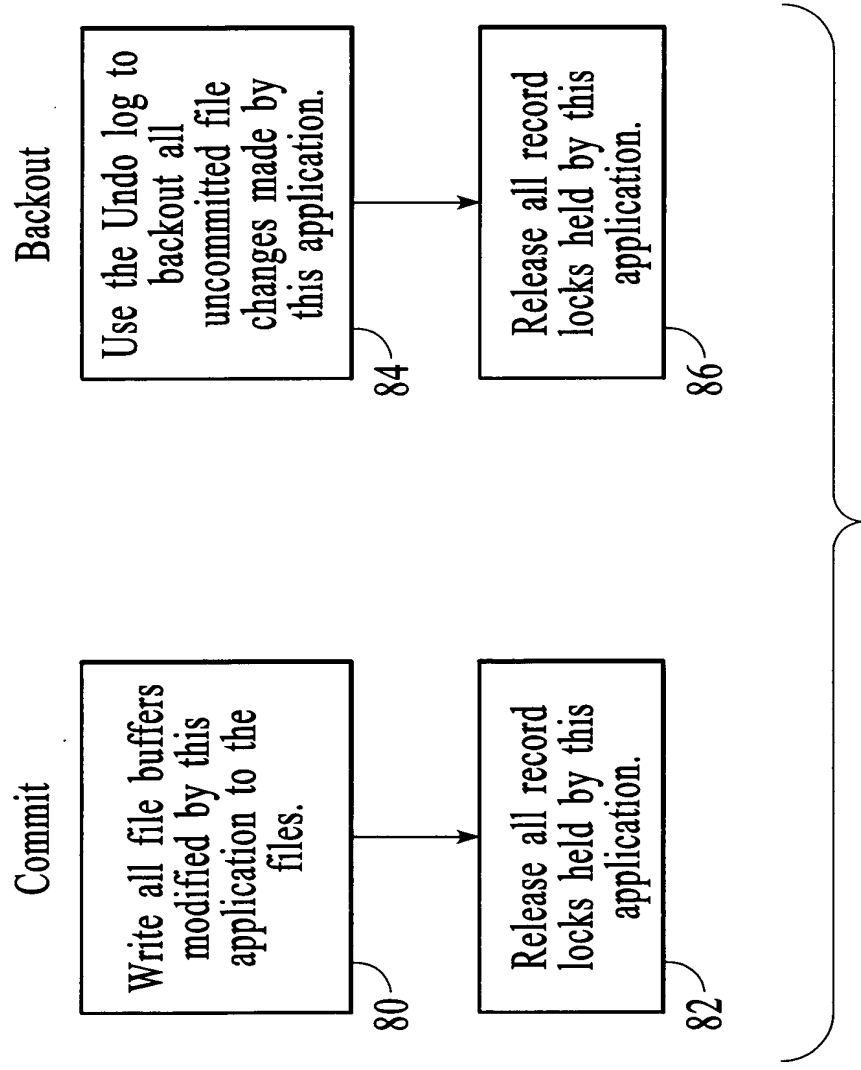 Commit
Write all file buffers
modified by this
application to the
files.
80
Release all record
locks held by this
application.
82
Backout
Use the Undo log to
backout all
uncommitted file
changes made by
this application.
84
Release all record
locks held by this
application.
86